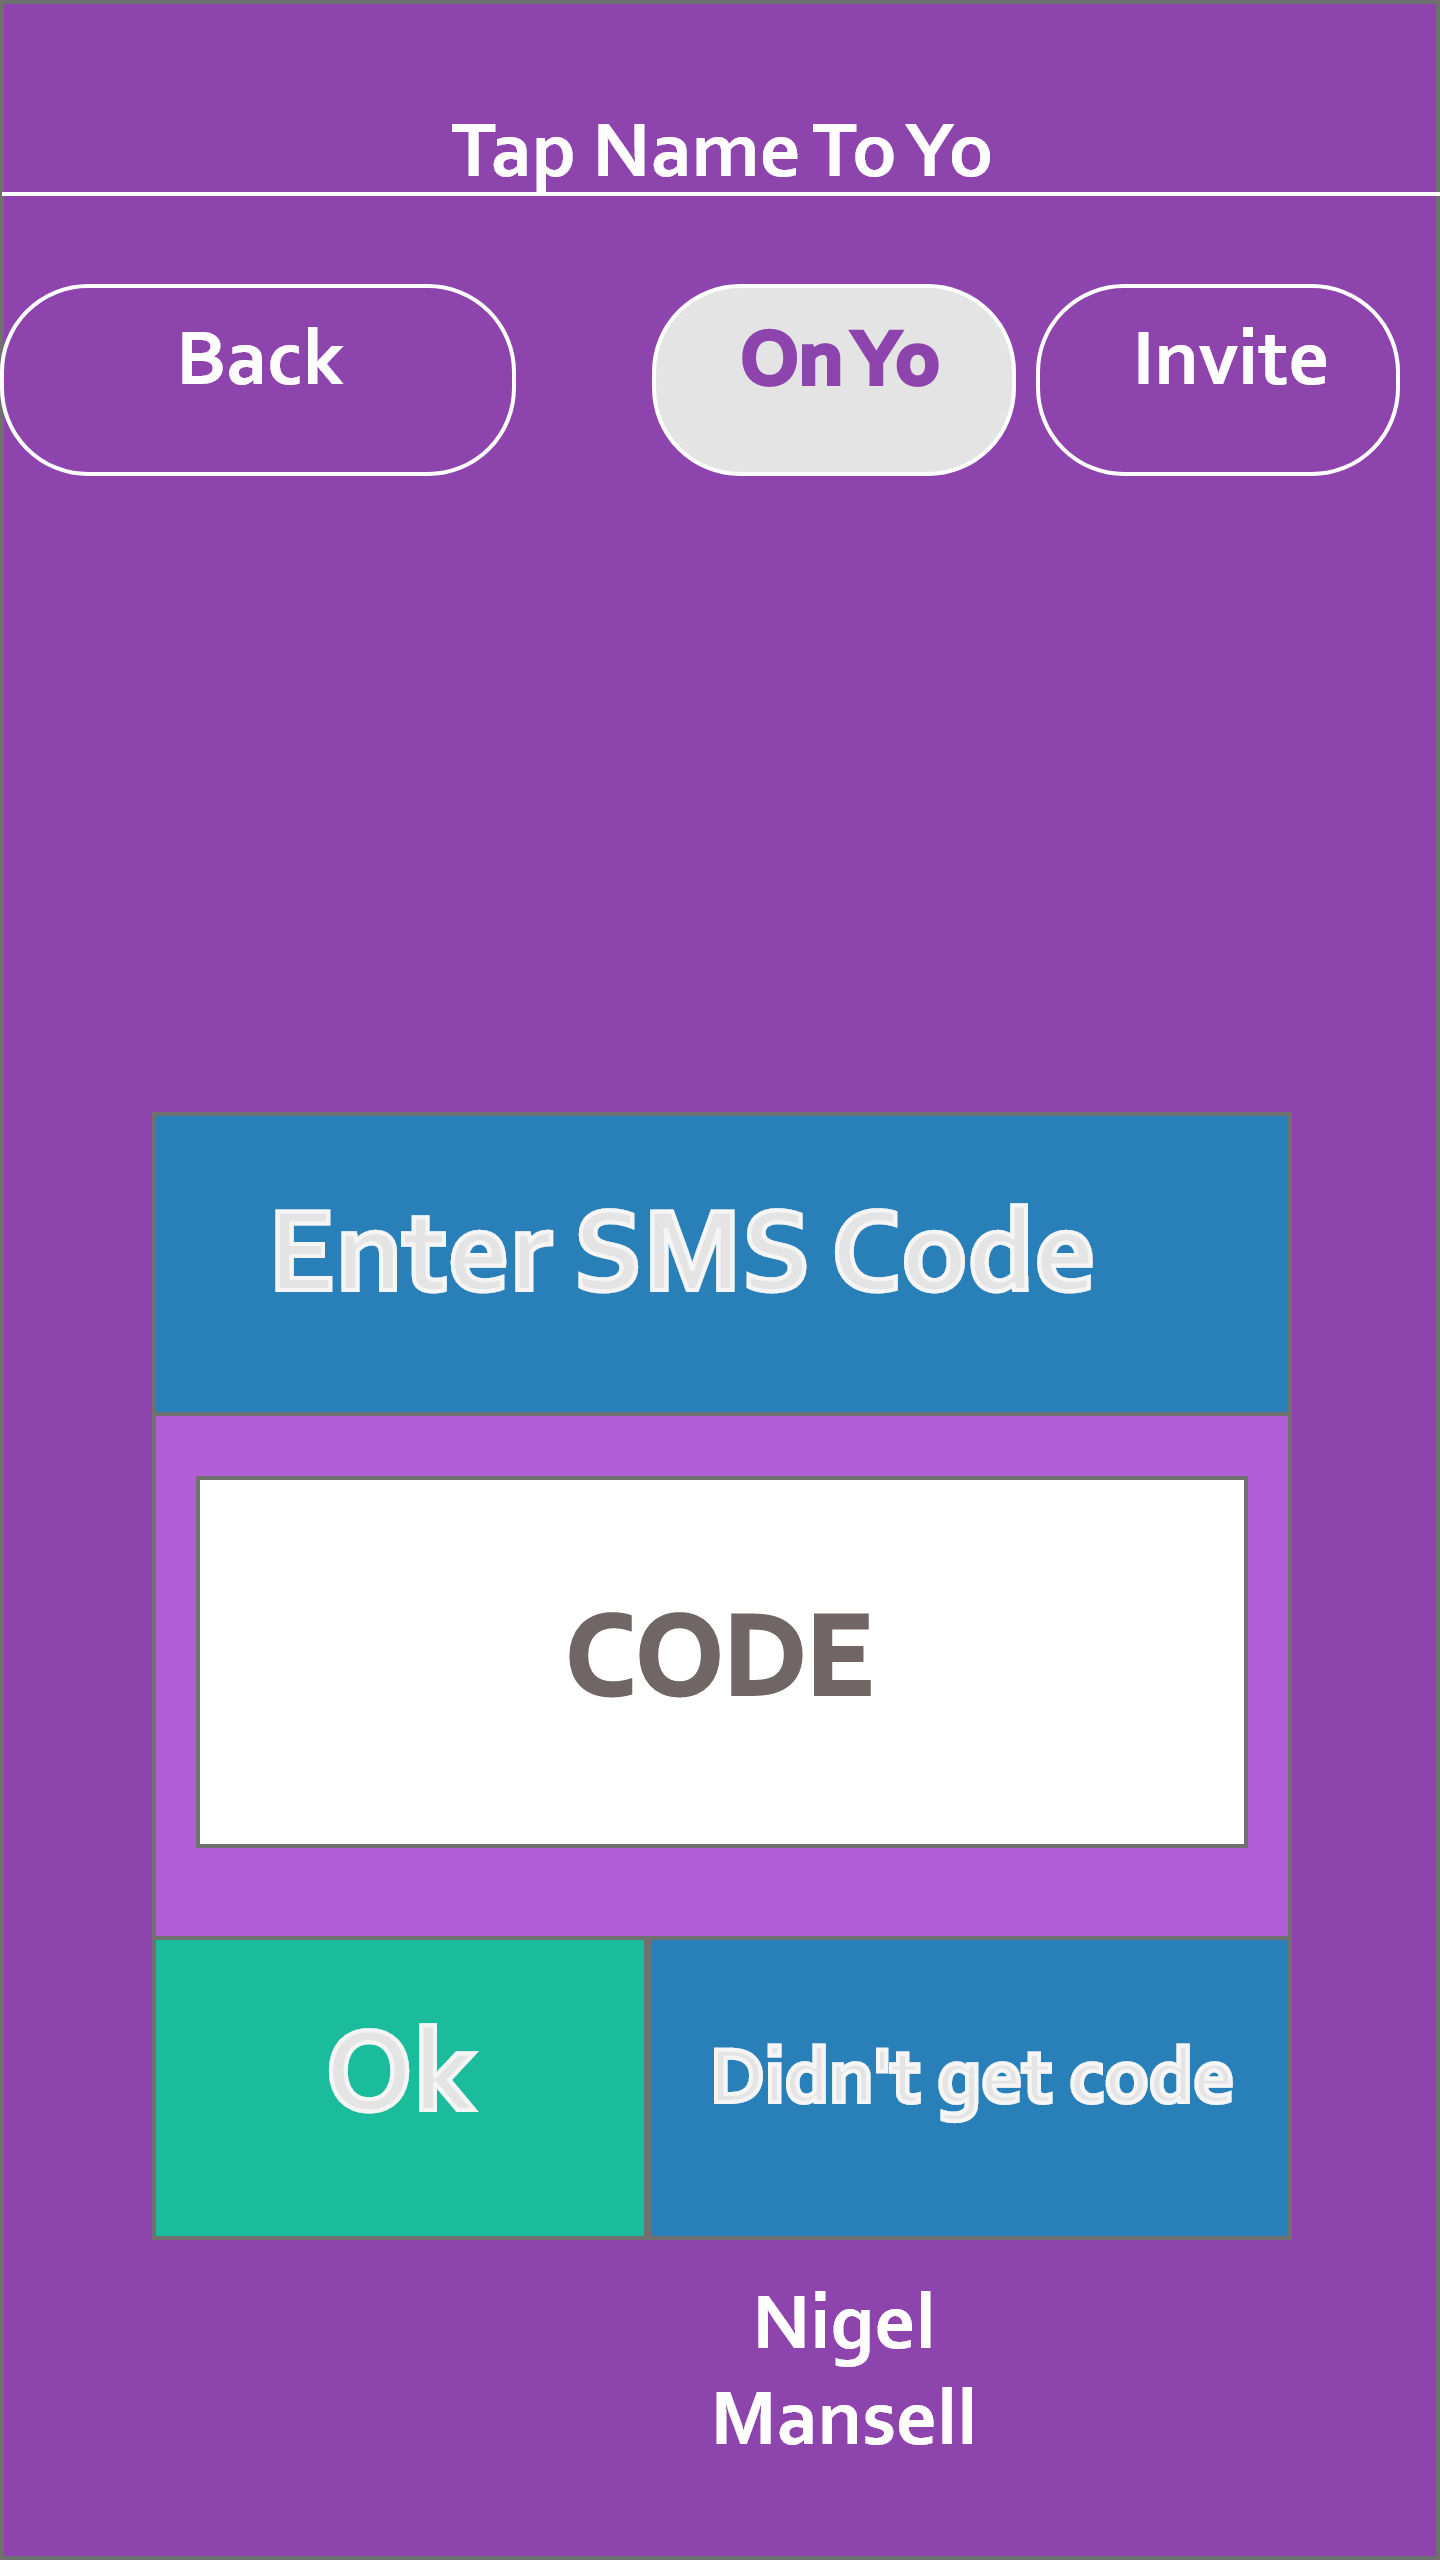 Tap Name To Yo
Back
On Yo
Invite
Enter SMS Code
CODE
Ok
Didn't get code
Nigel
Mansell